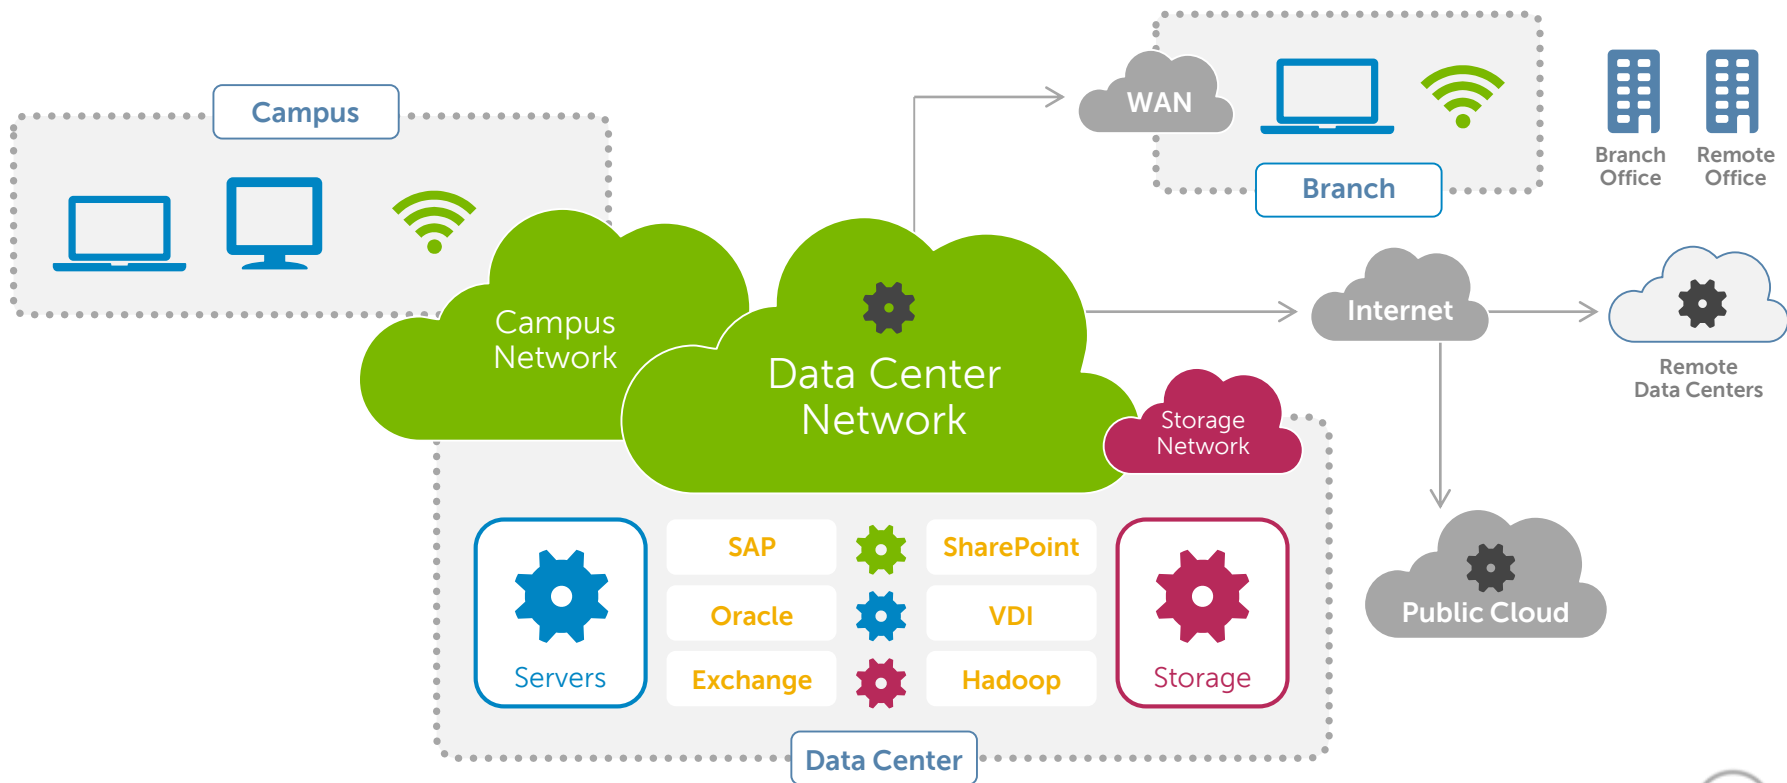 Campus
WAN
Branch
Branch
Office
Remote
Office
Campus
Network
Data Center
Network
Storage
Network
Internet
Remote
Data Centers
Public Cloud
Servers
SAP
SharePoint
Oracle
VDI
Exchange
Hadoop
Storage
Data Center